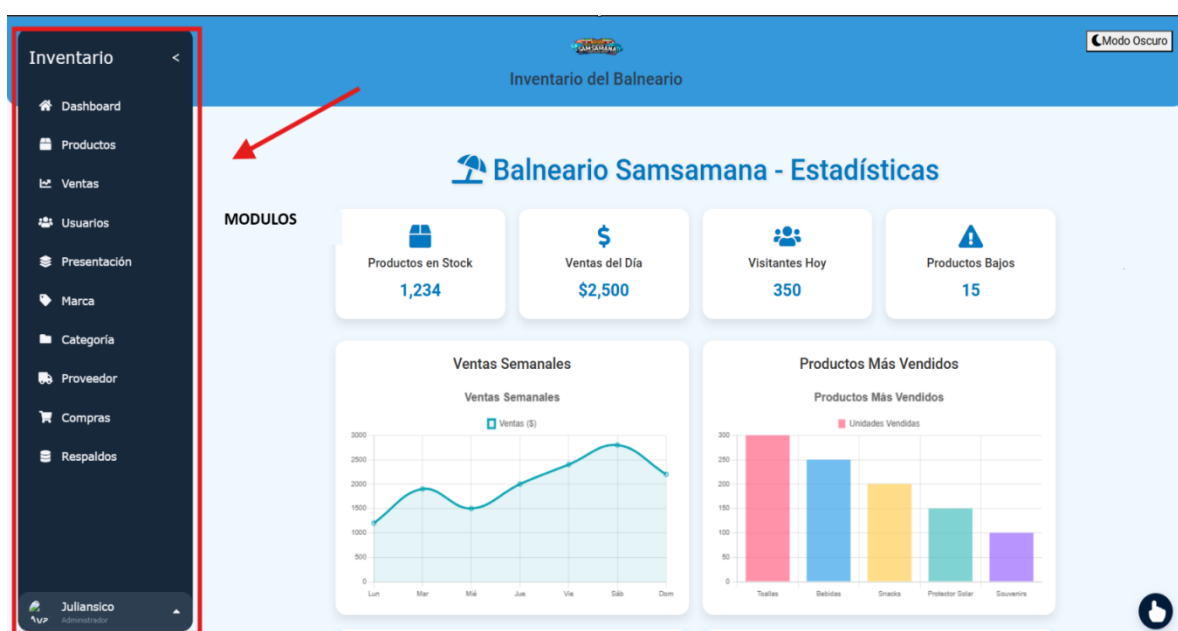 Inventario <
Dashboard
Productos
Ventas
Usuarios
Presentación
Marca
Categoría
Proveedor
Compras
Respaldos
Juliansico
Administrador
SAMSAMANA
Inventario del Balneario
Modo Oscuro
MODULOS
Balneario Samsamana - Estadísticas
Productos en Stock
1,234
Ventas del Día
$2,500
Visitantes Hoy
350
Productos Bajos
15
Ventas Semanales
Ventas Semanales
Ventas ($)
3000
2500
2000
1500
1000
500
0
Lun Mar Mié Jue Vie Sáb Dom
Productos Más Vendidos
Productos Más Vendidos
Unidades Vendidas
300
250
200
150
100
50
0
Toallas Bebidas Snacks Protector Solar Souvenirs